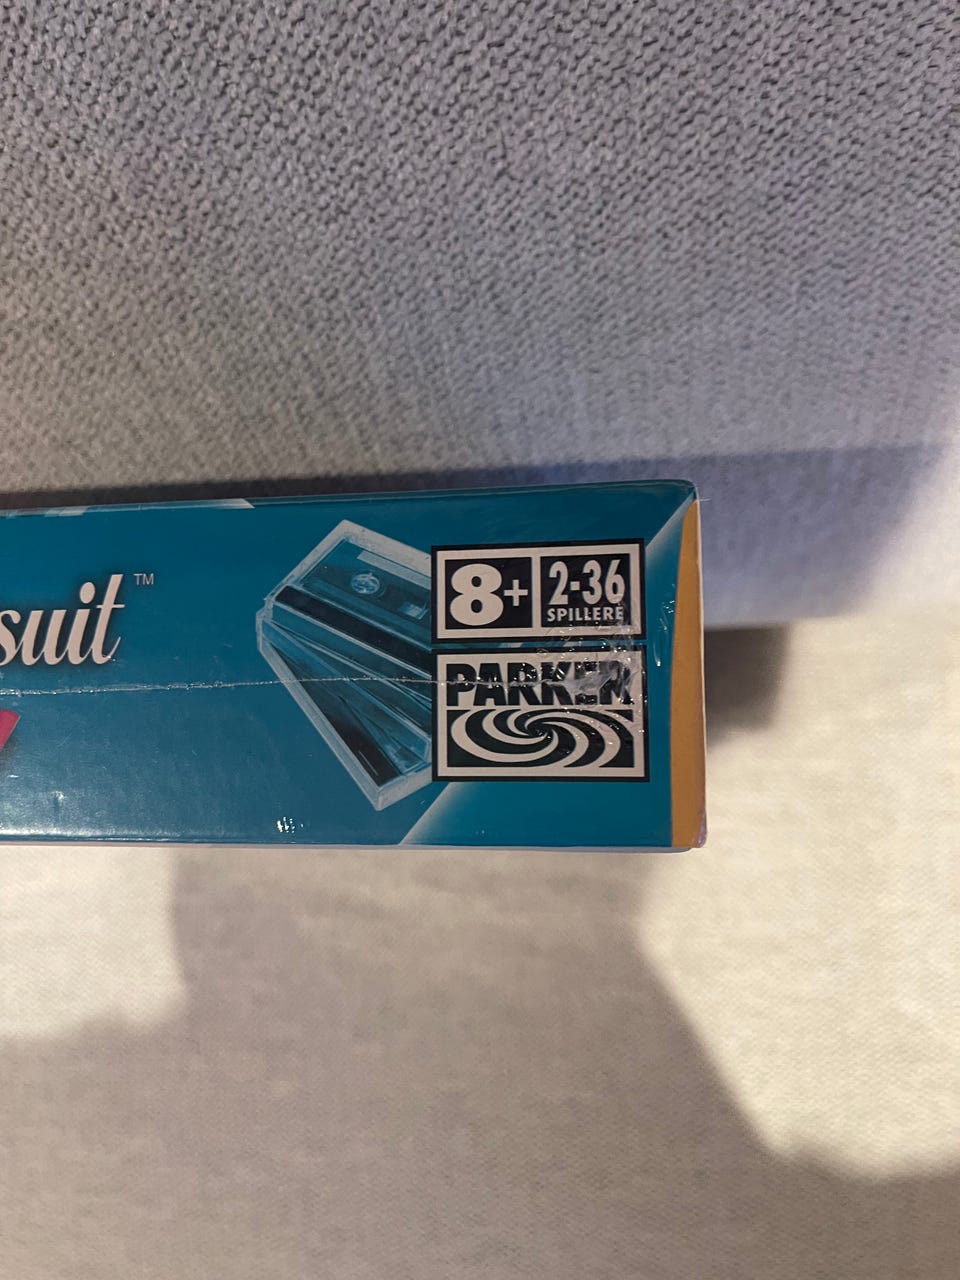 suit™
8+
2-36
SPILLERE
PARKER